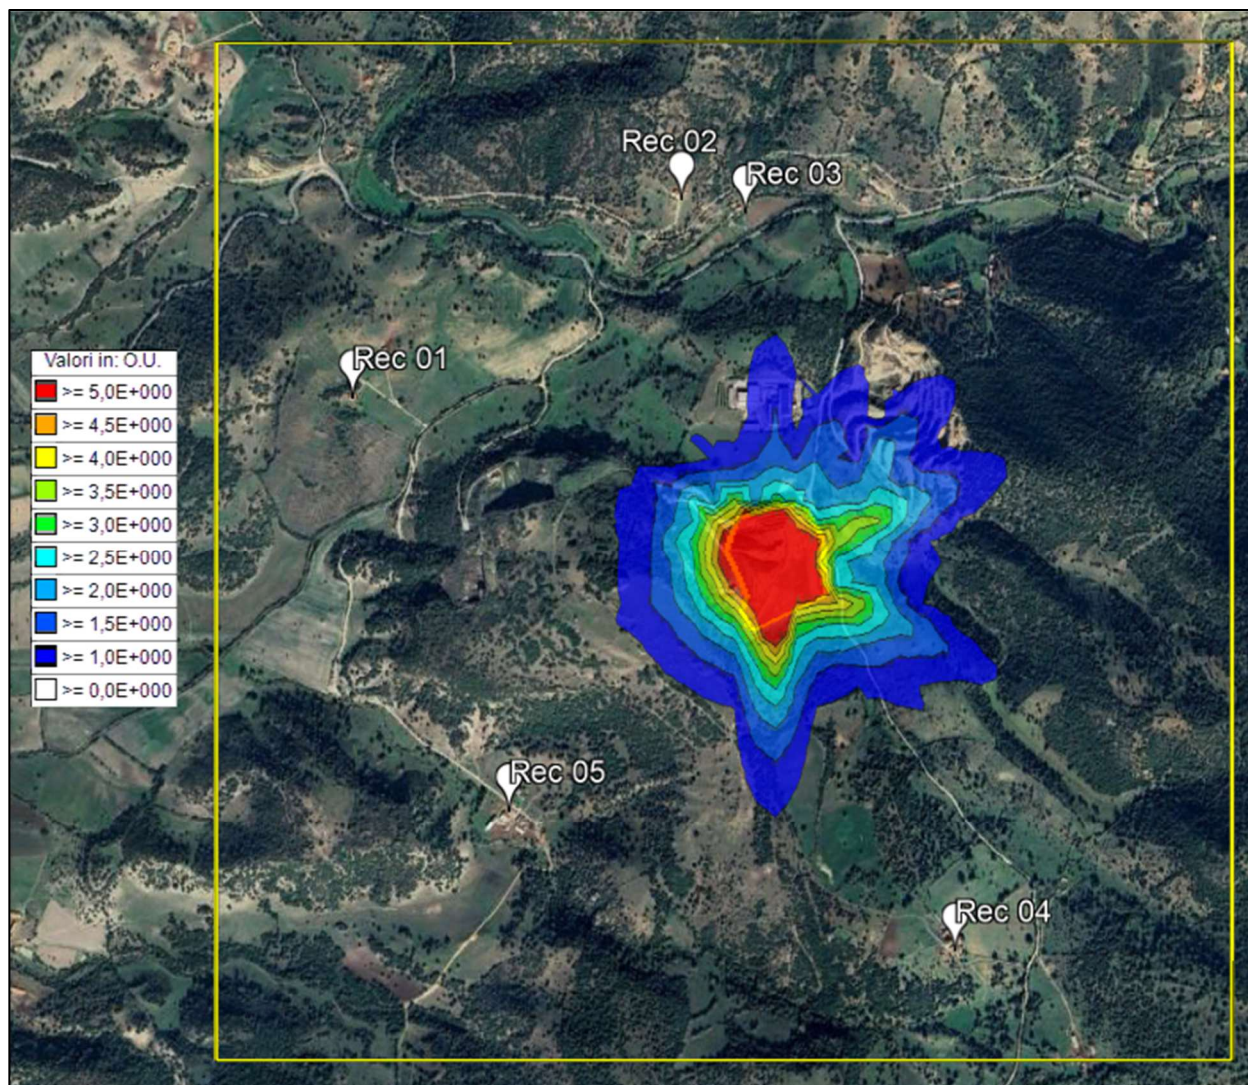 Rec 02
Rec 03
Rec 01
Valori in: O.U.
>= 5,0E+000
>= 4,5E+000
>= 4,0E+000
>= 3,5E+000
>= 3,0E+000
>= 2,5E+000
>= 2,0E+000
>= 1,5E+000
>= 1,0E+000
>= 0,0E+000
Rec 05
Rec 04